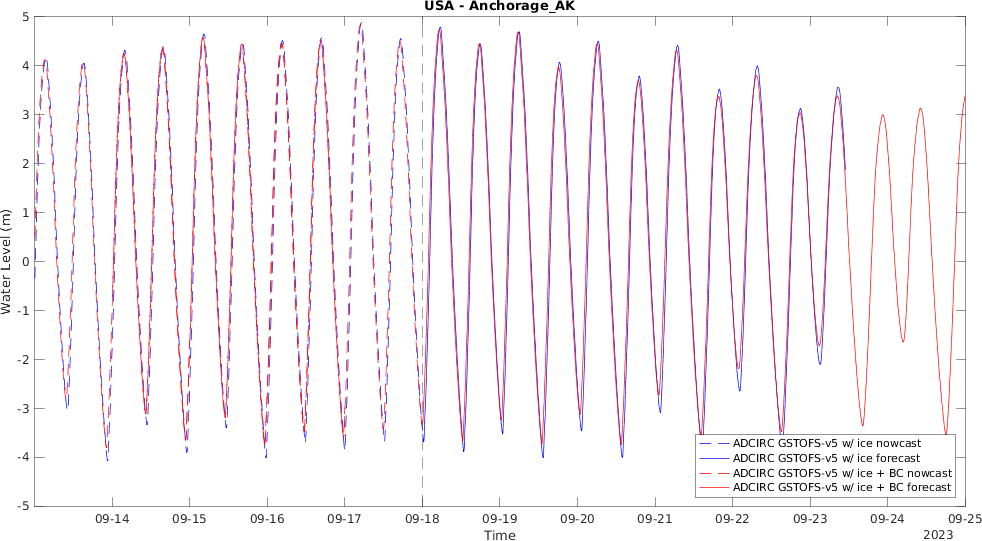 USA - Anchorage_AK
5
4
3
2
1
0
-1
-2
-3
-4
-5
Water Level (m)
ADCIRC GSTOFS-v5 w/ ice nowcast
ADCIRC GSTOFS-v5 w/ ice forecast
ADCIRC GSTOFS-v5 w/ ice + BC nowcast
ADCIRC GSTOFS-v5 w/ ice + BC forecast
09-14 09-15 09-16 09-17 09-18 09-19 09-20 09-21 09-22 09-23 09-24 09-25
Time
2023